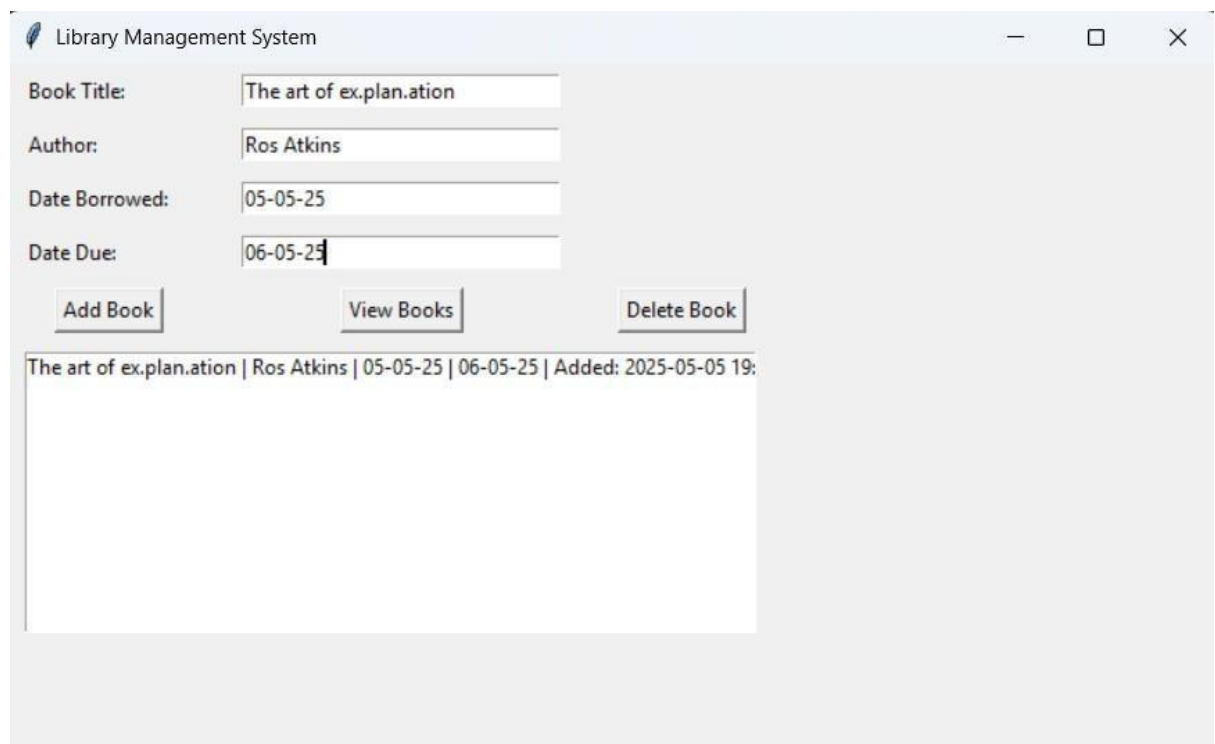 Library Management System
Book Title: The art of ex.plan.ation
Author: Ros Atkins
Date Borrowed: 05-05-25
Date Due: 06-05-25
Add Book View Books Delete Book
The art of ex.plan.ation | Ros Atkins | 05-05-25 | 06-05-25 | Added: 2025-05-05 19: